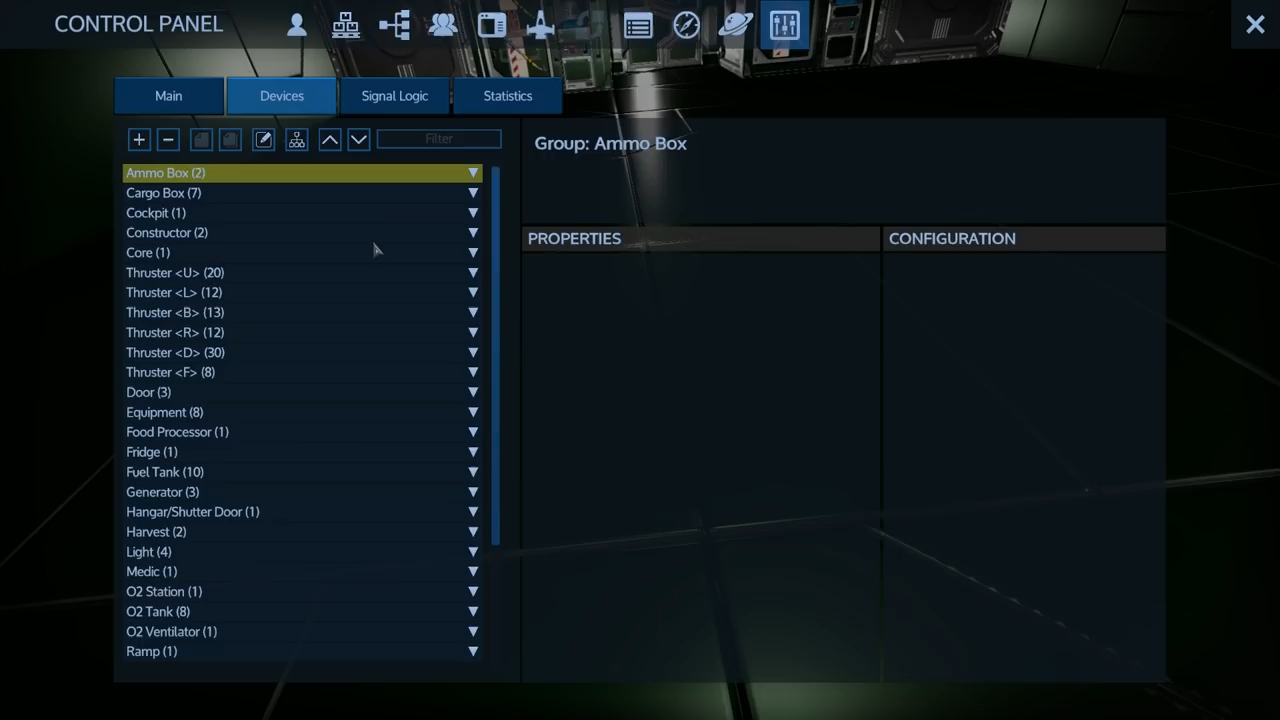 CONTROL PANEL
Main
Devices
Signal Logic
Statistics
Filter
Group: Ammo Box
Ammo Box (2)
Cargo Box (7)
Cockpit (1)
Constructor (2)
Core (1)
Thruster <U> (20)
Thruster <L> (12)
Thruster <B> (13)
Thruster <R> (12)
Thruster <D> (30)
Thruster <F> (8)
Door (3)
Equipment (8)
Food Processor (1)
Fridge (1)
Fuel Tank (10)
Generator (3)
Hangar/Shutter Door (1)
Harvest (2)
Light (4)
Medic (1)
O2 Station (1)
O2 Tank (8)
O2 Ventilator (1)
Ramp (1)
PROPERTIES
CONFIGURATION